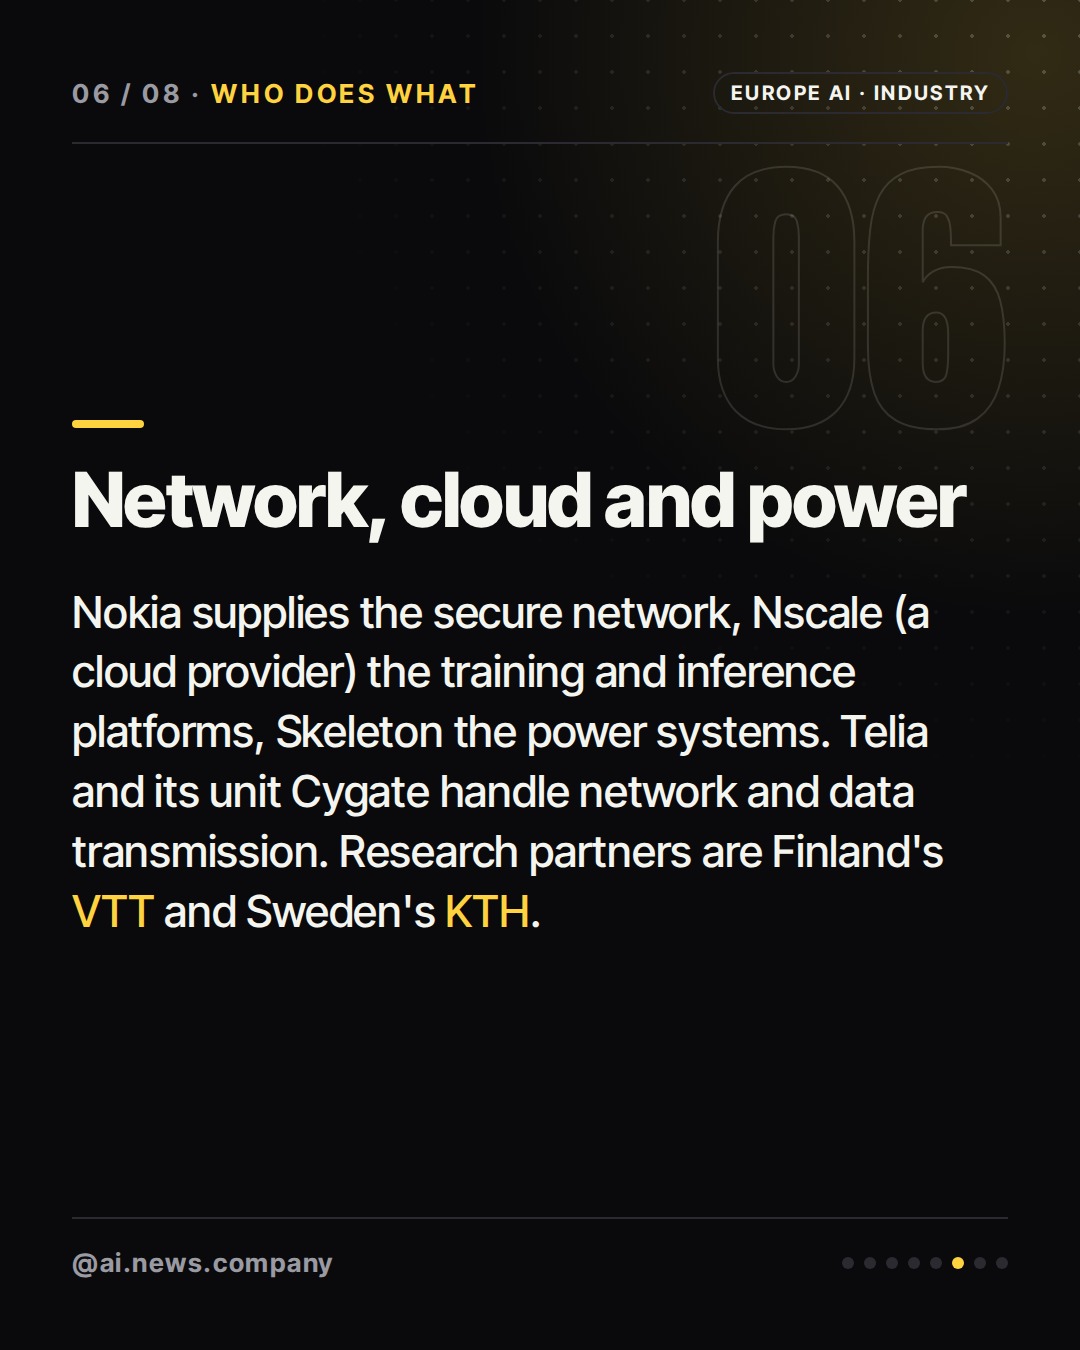 06 / 08 · WHO DOES WHAT
EUROPE AI · INDUSTRY
06
Network, cloud and power
Nokia supplies the secure network, Nscale (a
cloud provider) the training and inference
platforms, Skeleton the power systems. Telia
and its unit Cygate handle network and data
transmission. Research partners are Finland's
VTT and Sweden's KTH.
@ai.news.company